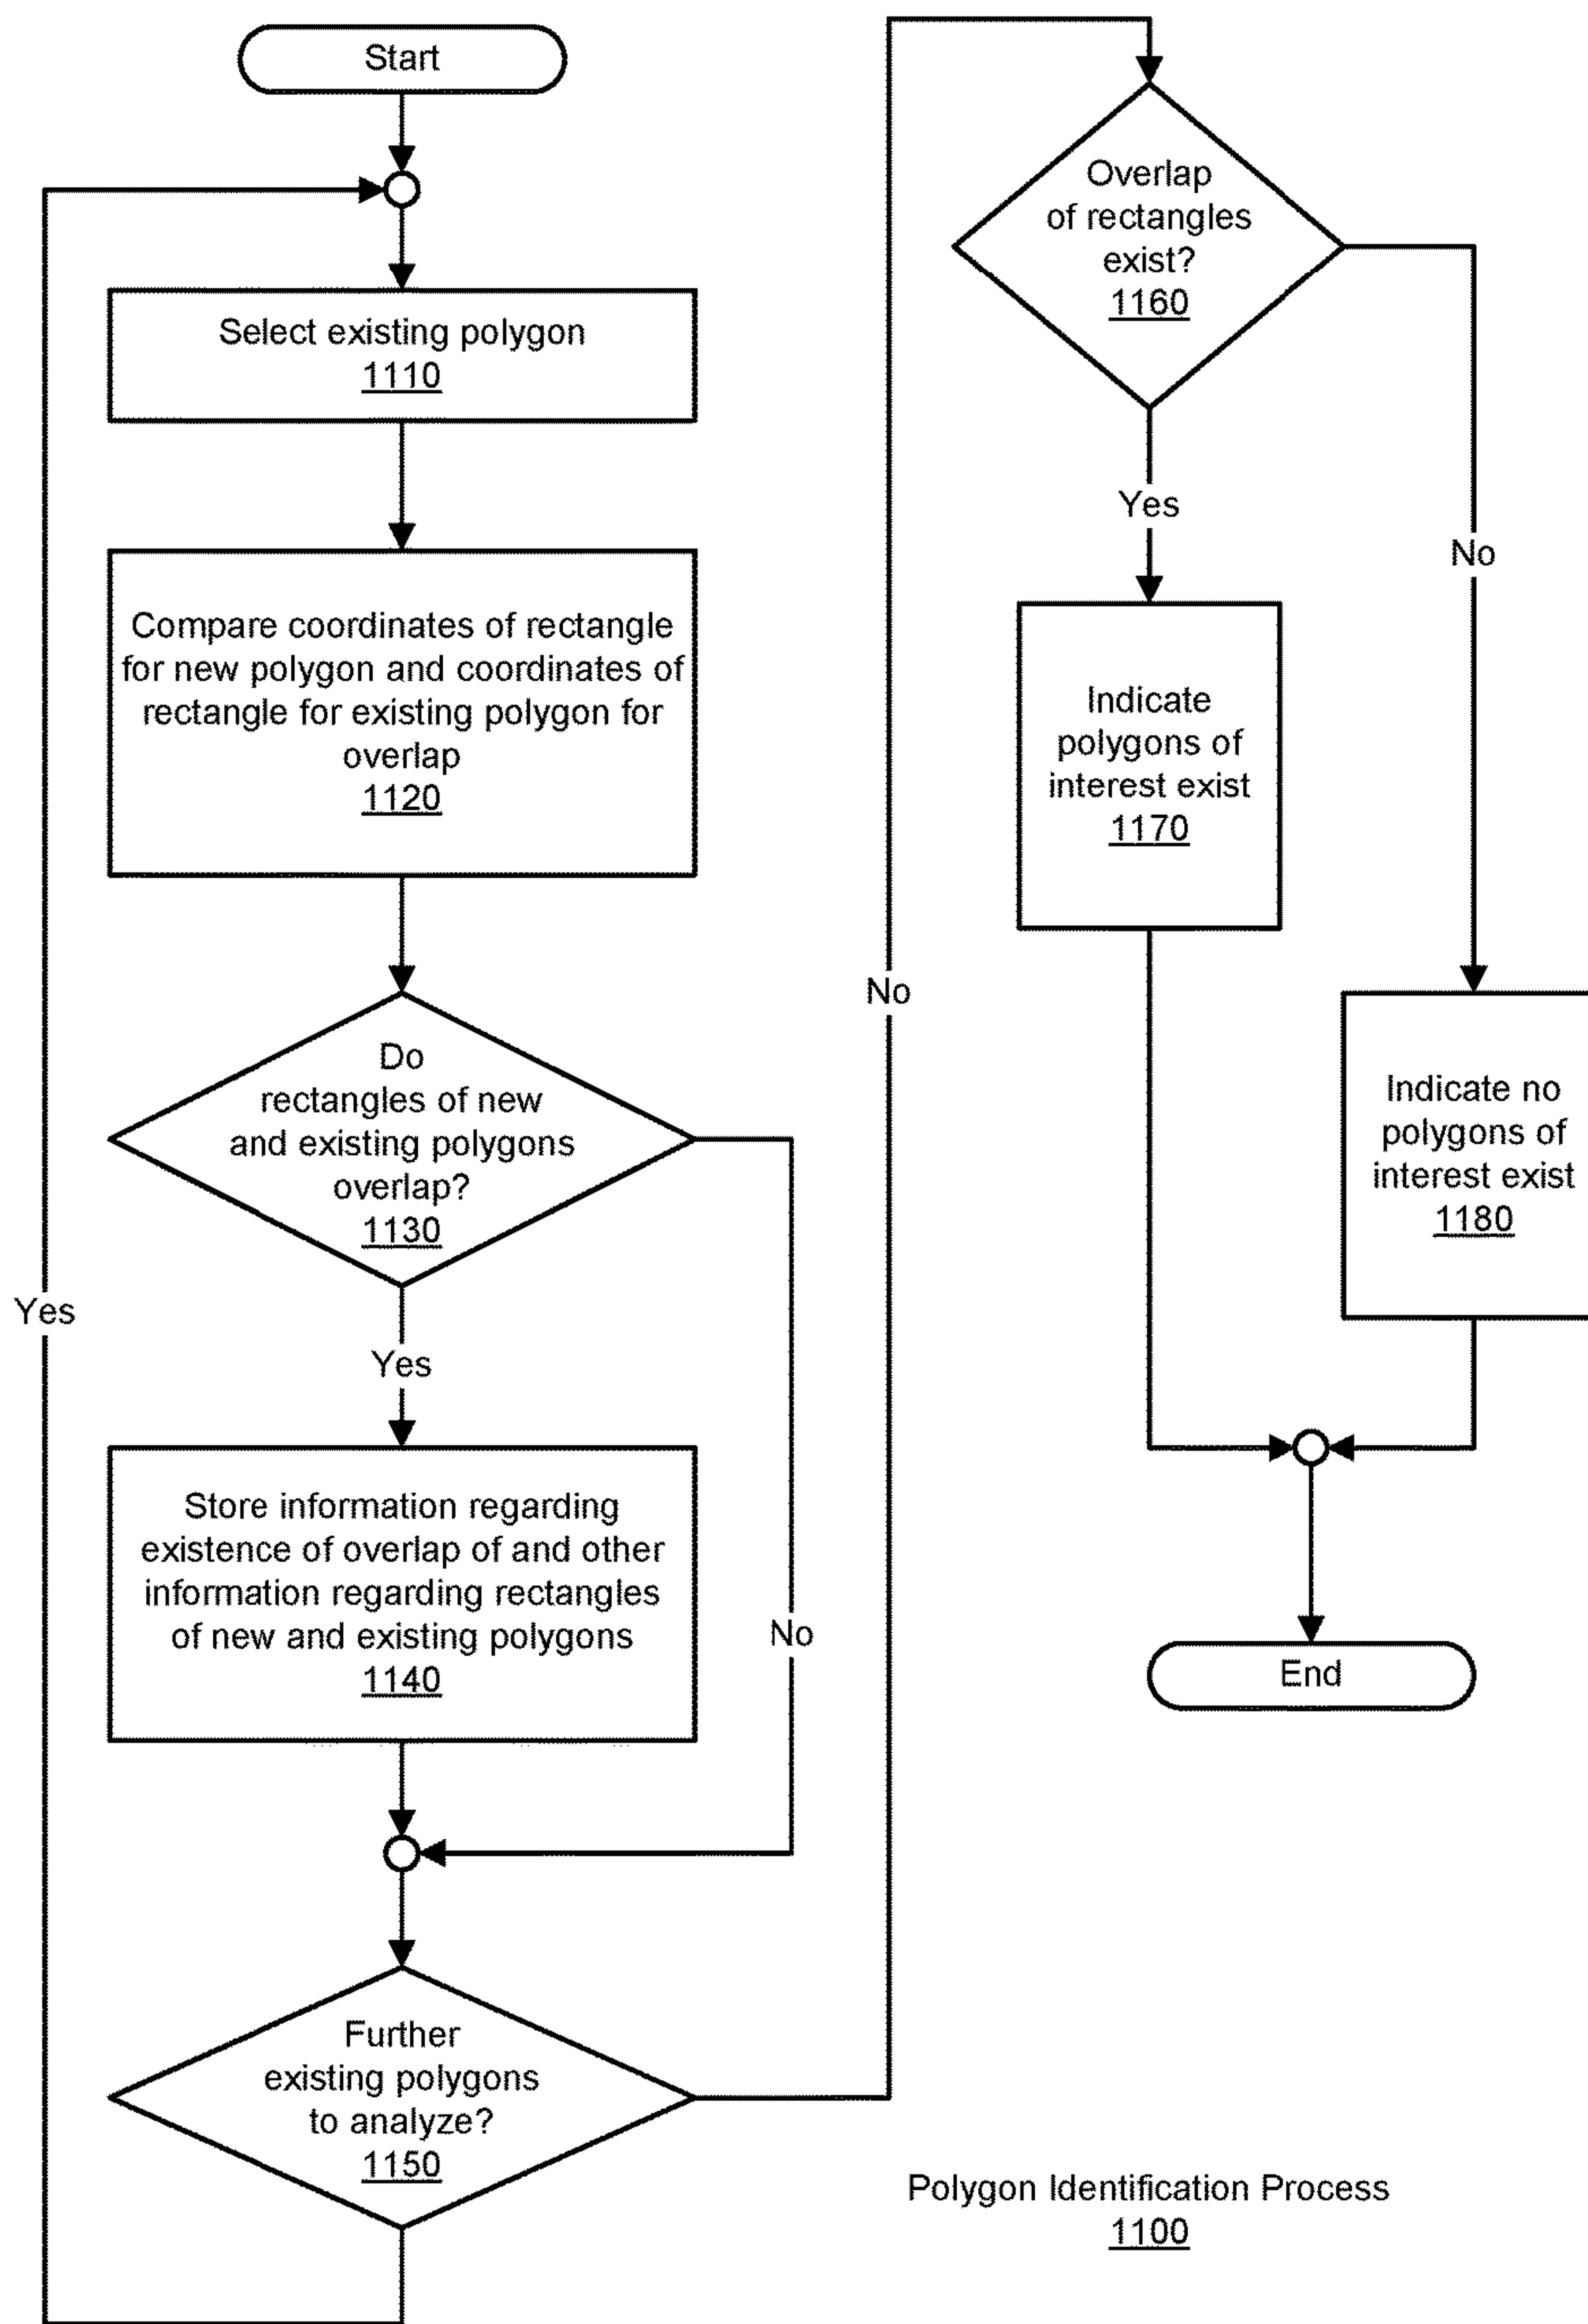 Start
Select existing polygon
1110
Compare coordinates of rectangle
for new polygon and coordinates of
rectangle for existing polygon for
overlap
1120
Do
rectangles of new
and existing polygons
overlap?
1130
Yes
No
Store information regarding
existence of overlap of and other
information regarding rectangles
of new and existing polygons
1140
Further
existing polygons
to analyze?
1150
Yes
No
Overlap
of rectangles
exist?
1160
Yes
No
Indicate
polygons of
interest exist
1170
Indicate no
polygons of
interest exist
1180
End
Polygon Identification Process
1100